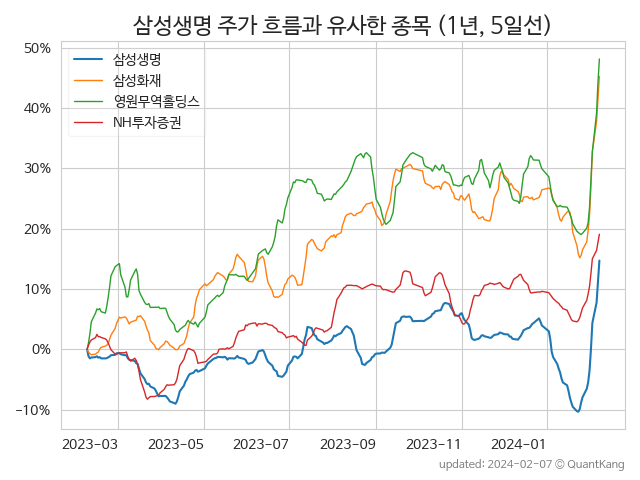 삼성생명 주가 흐름과 유사한 종목 (1년, 5일선)
50%
40%
30%
20%
10%
0%
−10%
삼성생명
삼성화재
영원무역홀딩스
NH투자증권
2023-03 2023-05 2023-07 2023-09 2023-11 2024-01
updated: 2024-02-07 © QuantKang